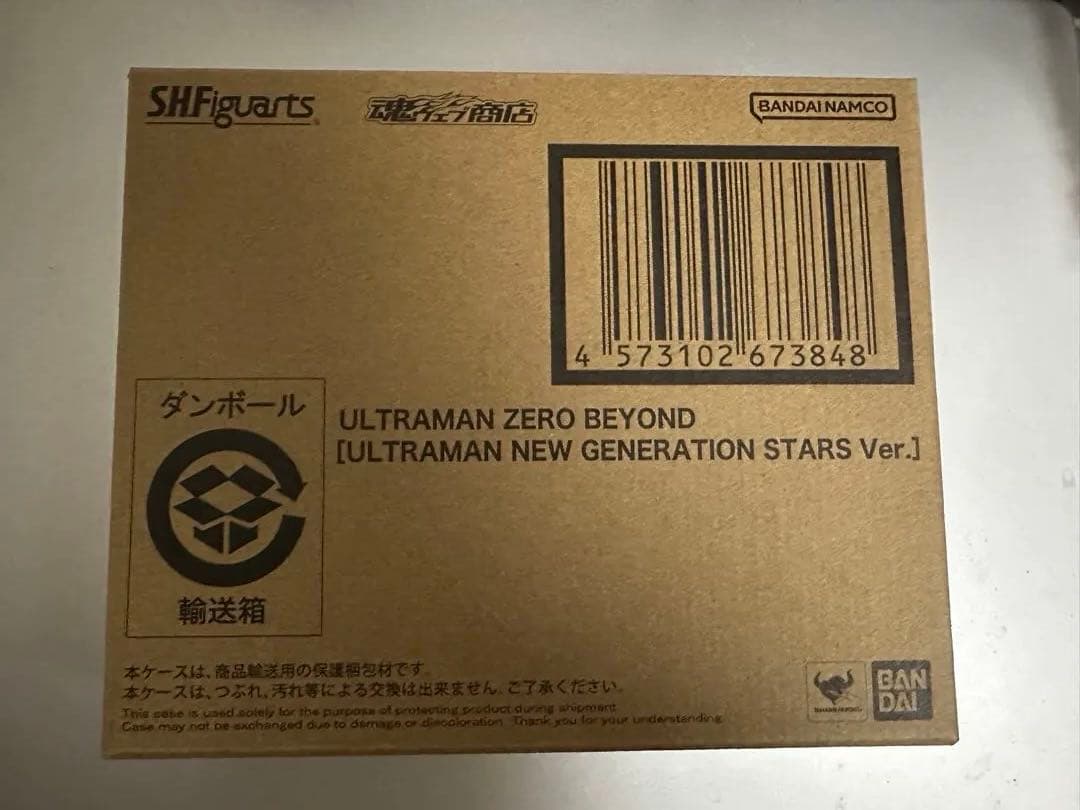 S.H.Figuarts
魂ウェブ商店
BANDAI NAMCO
4 573102 673848
ダンボール
輸送箱
ULTRAMAN ZERO BEYOND
[ULTRAMAN NEW GENERATION STARS Ver.]
本ケースは、商品輸送用の保護梱包材です。
本ケースは、つぶれ、汚れ等による交換は出来ません。ご了承ください。
This case is used solely for the purpose of protecting product during shipment.
Case may not be exchanged due to damage or discoloration. Thank you for your understanding.
BAN
DAI